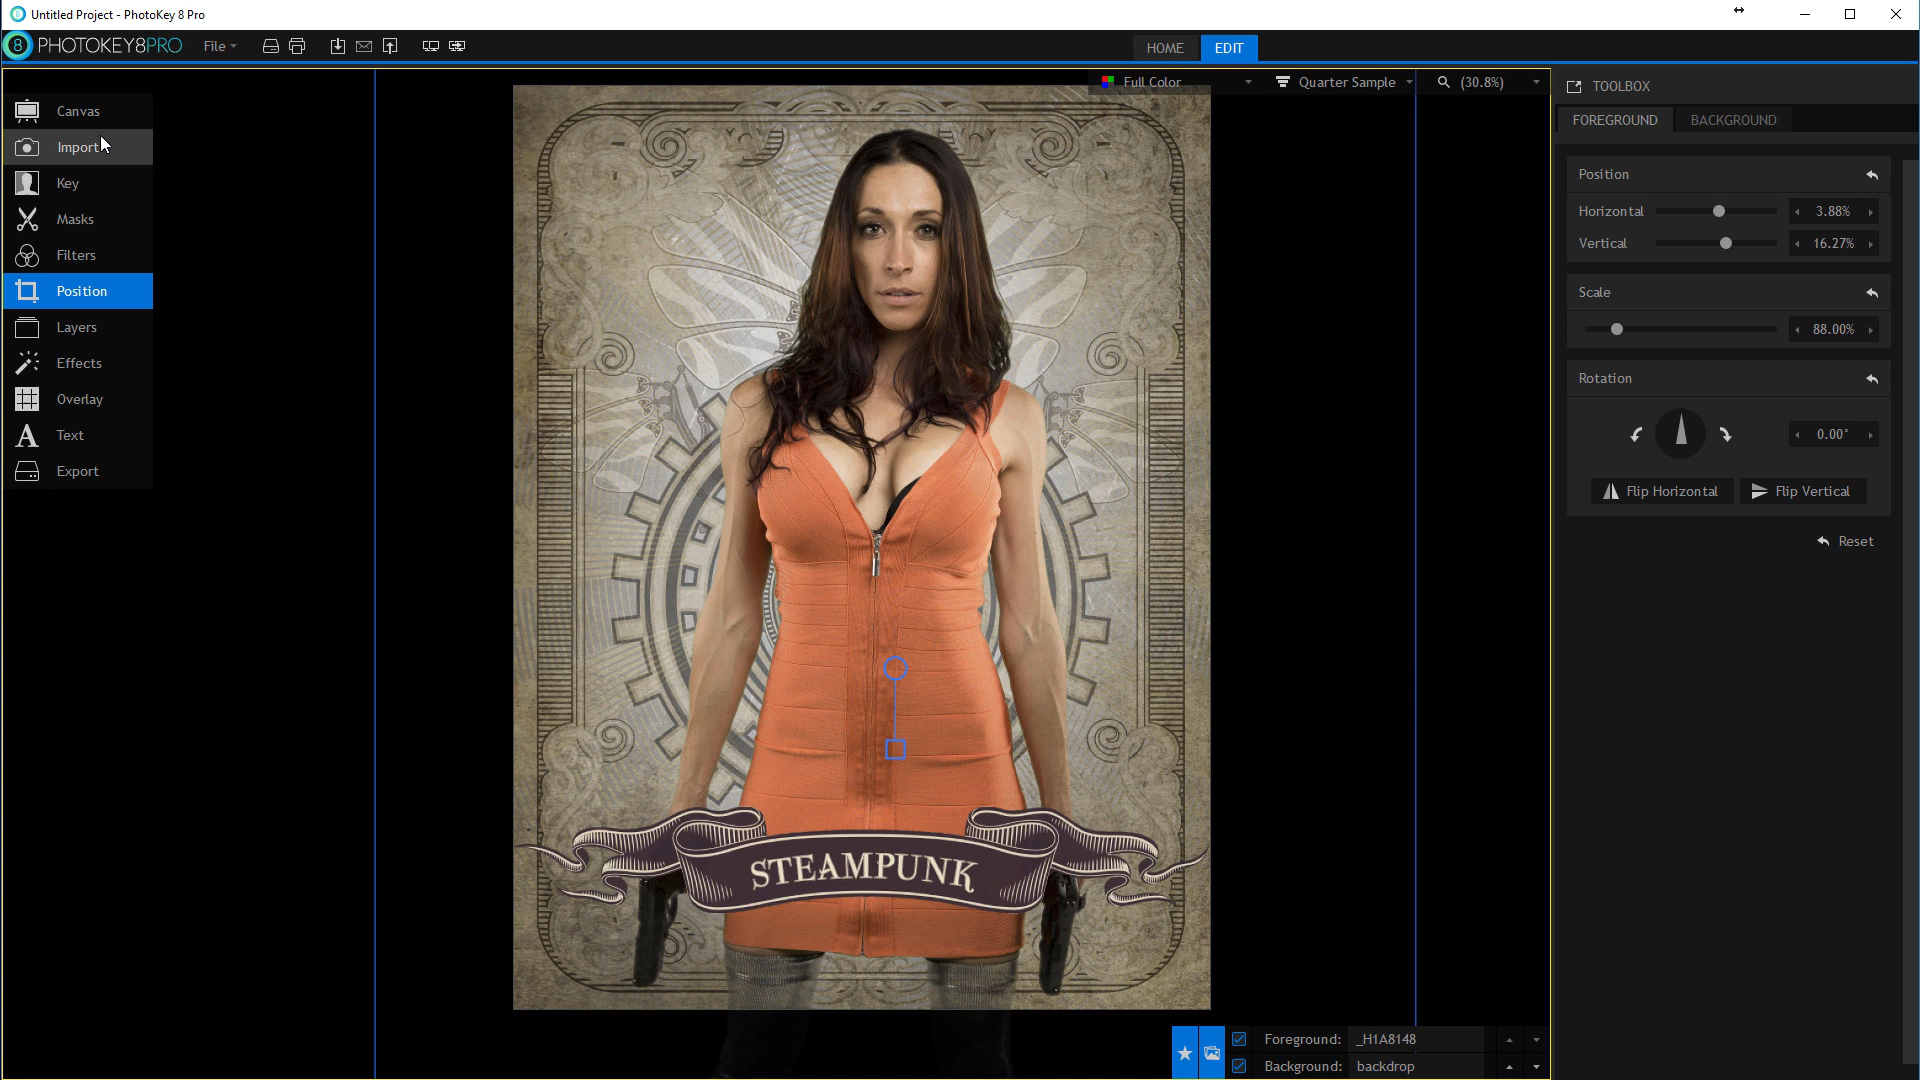 Untitled Project - PhotoKey 8 Pro
8 PHOTOKEY8PRO File
HOME EDIT
Full Color Quarter Sample (30.8%)
TOOLBOX
FOREGROUND BACKGROUND
Canvas
Import
Key
Masks
Filters
Position
Layers
Effects
Overlay
Text
Export
STEAMPUNK
Position
Horizontal 3.88%
Vertical 16.27%
Scale
88.00%
Rotation
0.00°
Flip Horizontal Flip Vertical
Reset
Foreground: _H1A8148
Background: backdrop